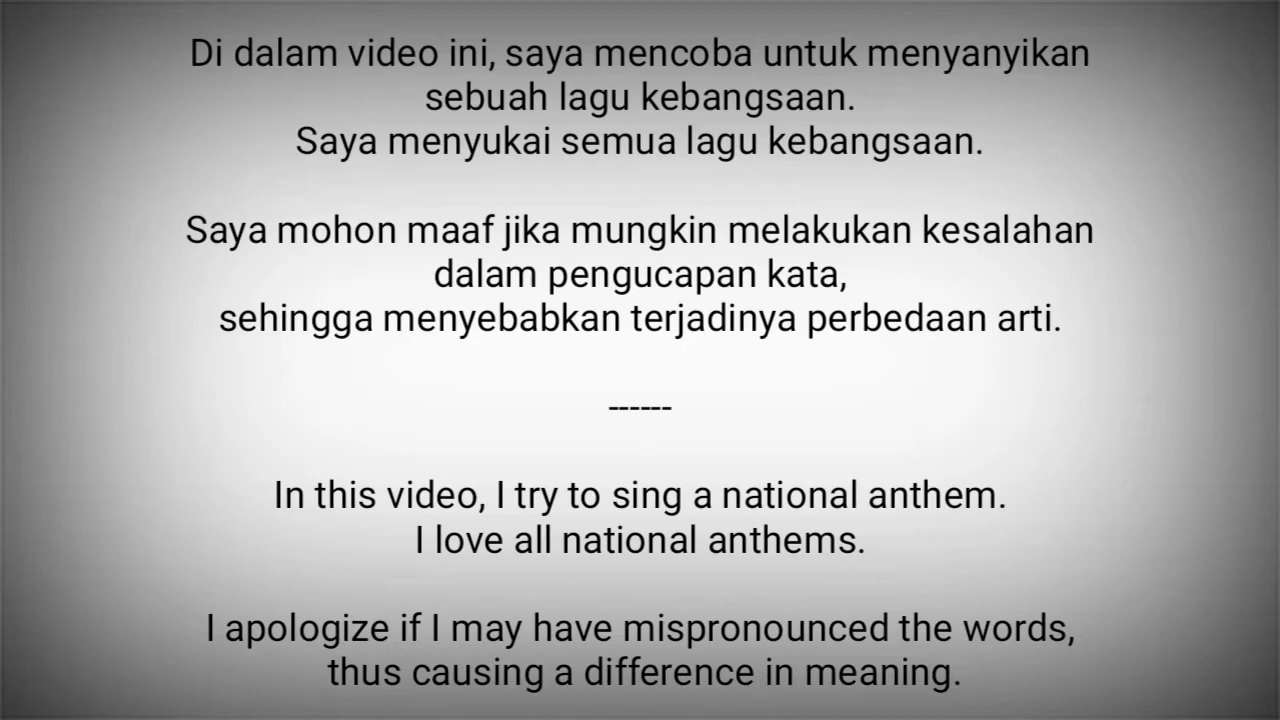 Di dalam video ini, saya mencoba untuk menyanyikan
sebuah lagu kebangsaan.
Saya menyukai semua lagu kebangsaan.
Saya mohon maaf jika mungkin melakukan kesalahan
dalam pengucapan kata,
sehingga menyebabkan terjadinya perbedaan arti.
------
In this video, I try to sing a national anthem.
I love all national anthems.
I apologize if I may have mispronounced the words,
thus causing a difference in meaning.